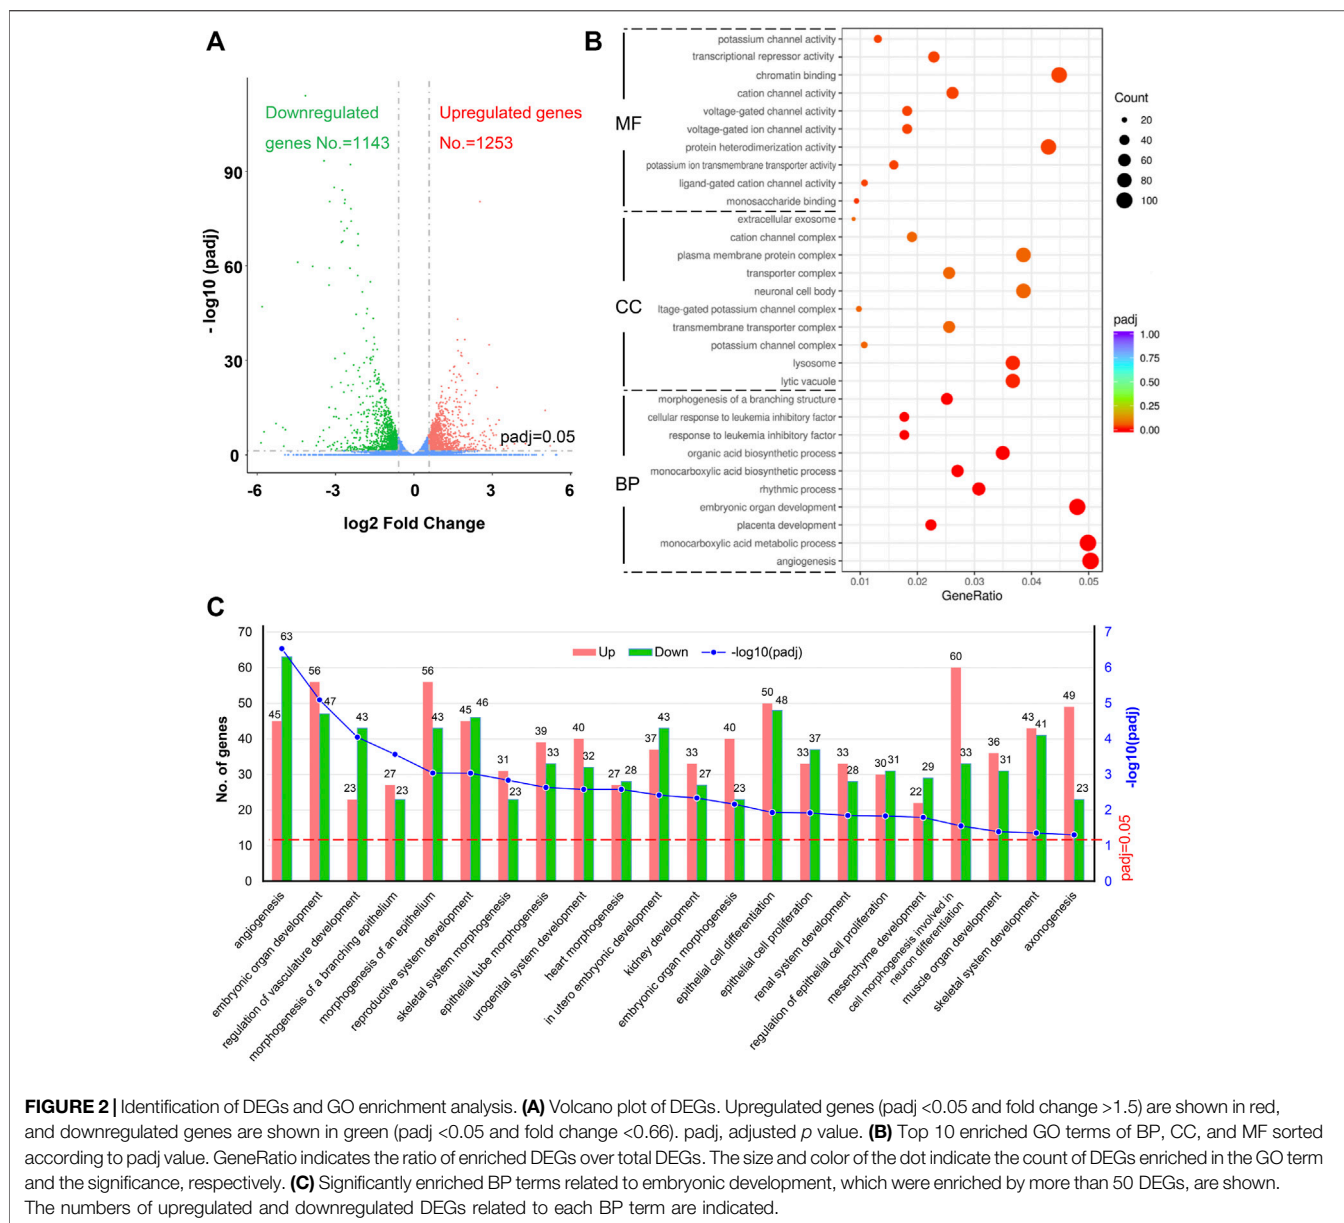 A
Downregulated
genes No.=1143
Upregulated genes
No.=1253
- log10 (padj)
90
60
30
0
padj=0.05
-6
-3
0
3
6
log2 Fold Change
B
MF
CC
BP
potassium channel activity
transcriptional repressor activity
chromatin binding
cation channel activity
voltage-gated channel activity
voltage-gated ion channel activity
protein heterodimerization activity
potassium ion transmembrane transporter activity
ligand-gated cation channel activity
monosaccharide binding
extracellular exosome
cation channel complex
plasma membrane protein complex
transporter complex
neuronal cell body
ltage-gated potassium channel complex
transmembrane transporter complex
potassium channel complex
lysosome
lytic vacuole
morphogenesis of a branching structure
cellular response to leukemia inhibitory factor
response to leukemia inhibitory factor
organic acid biosynthetic process
monocarboxylic acid biosynthetic process
rhythmic process
embryonic organ development
placenta development
monocarboxylic acid metabolic process
angiogenesis
0.01
0.02
0.03
0.04
0.05
GeneRatio
Count
20
40
60
80
100
padj
1.00
0.75
0.50
0.25
0.00
C
No. of genes
70
60
50
40
30
20
10
0
Up
Down
-log10(padj)
45
63
56
47
23
43
27
23
56
43
45
46
31
23
39
33
40
32
27
28
37
43
33
27
40
23
50
48
33
37
33
28
30
31
22
29
60
33
36
31
43
41
49
23
7
6
5
4
3
2
1
0
-log10(padj)
padj=0.05
angiogenesis
embryonic organ development
regulation of vasculature development
morphogenesis of a branching epithelium
morphogenesis of an epithelium
reproductive system development
skeletal system morphogenesis
epithelial tube morphogenesis
urogenital system development
heart morphogenesis
in utero embryonic development
kidney development
embryonic organ morphogenesis
epithelial cell differentiation
epithelial cell proliferation
renal system development
regulation of epithelial cell proliferation
mesenchyme development
cell morphogenesis involved in
neuron differentiation
muscle organ development
skeletal system development
axonogenesis
FIGURE 2 | Identification of DEGs and GO enrichment analysis. (A) Volcano plot of DEGs. Upregulated genes (padj <0.05 and fold change >1.5) are shown in red,
and downregulated genes are shown in green (padj <0.05 and fold change <0.66). padj, adjusted p value. (B) Top 10 enriched GO terms of BP, CC, and MF sorted
according to padj value. GeneRatio indicates the ratio of enriched DEGs over total DEGs. The size and color of the dot indicate the count of DEGs enriched in the GO term
and the significance, respectively. (C) Significantly enriched BP terms related to embryonic development, which were enriched by more than 50 DEGs, are shown.
The numbers of upregulated and downregulated DEGs related to each BP term are indicated.